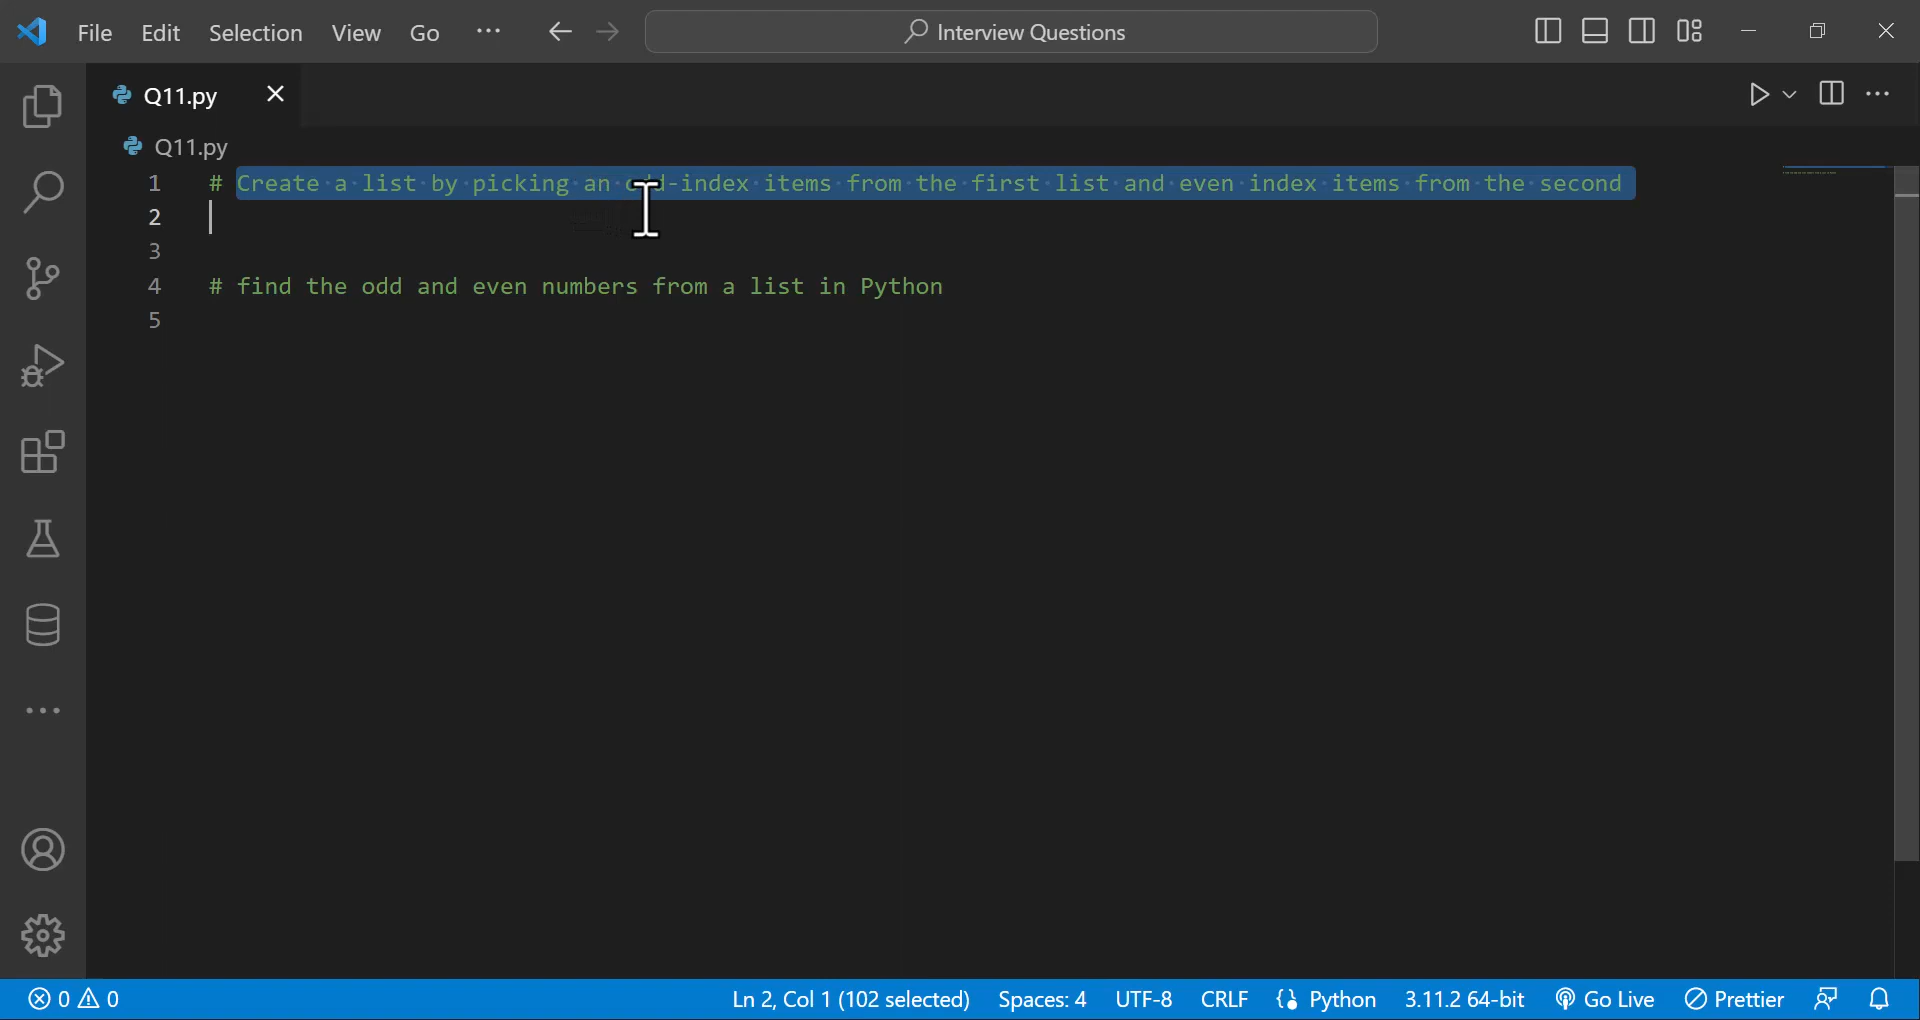 File Edit Selection View Go ··· Interview Questions
Q11.py
Q11.py
1 # Create a list by picking an odd-index items from the first list and even index items from the second
2
3
4 # find the odd and even numbers from a list in Python
5
0 0 Ln 2, Col 1 (102 selected) Spaces: 4 UTF-8 CRLF Python 3.11.2 64-bit Go Live Prettier